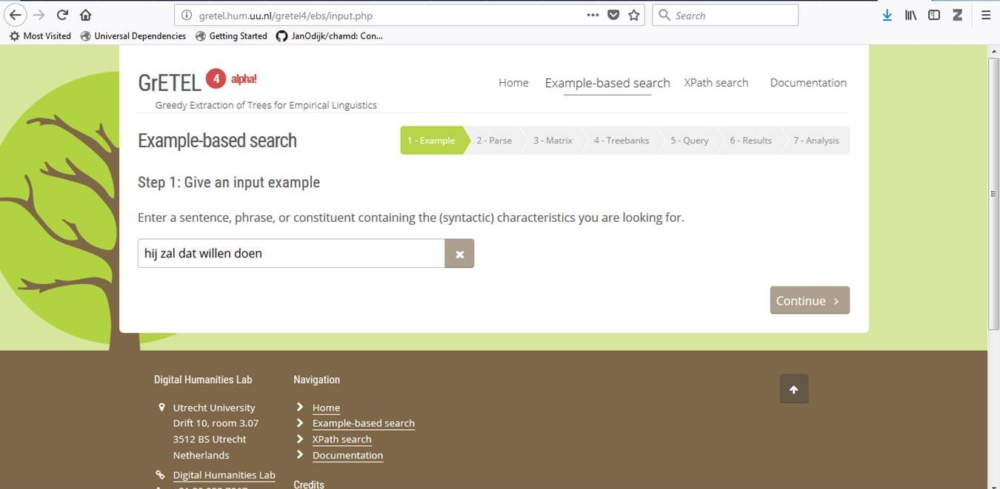 gretel.hum.uu.nl/gretel4/ebs/input.php
Search
Most Visited Universal Dependencies Getting Started JanOdijk/chamd: Con...
GrETEL 4 alpha!
Greedy Extraction of Trees for Empirical Linguistics
Home Example-based search XPath search Documentation
Example-based search
1 - Example 2 - Parse 3 - Matrix 4 - Treebanks 5 - Query 6 - Results 7 - Analysis
Step 1: Give an input example
Enter a sentence, phrase, or constituent containing the (syntactic) characteristics you are looking for.
hij zal dat willen doen
Continue
Digital Humanities Lab
Utrecht University
Drift 10, room 3.07
3512 BS Utrecht
Netherlands
Digital Humanities Lab
Navigation
Home
Example-based search
XPath search
Documentation
Credits